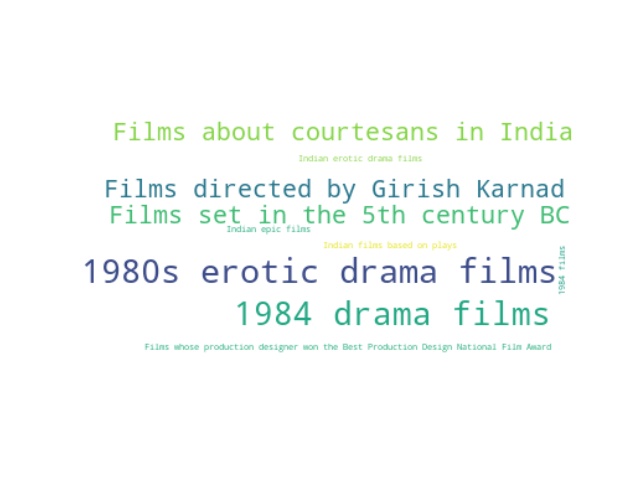 Films about courtesans in India
Indian erotic drama films
Films directed by Girish Karnad
Films set in the 5th century BC
Indian epic films
Indian films based on plays
1980s erotic drama films
1984 films
1984 drama films
Films whose production designer won the Best Production Design National Film Award